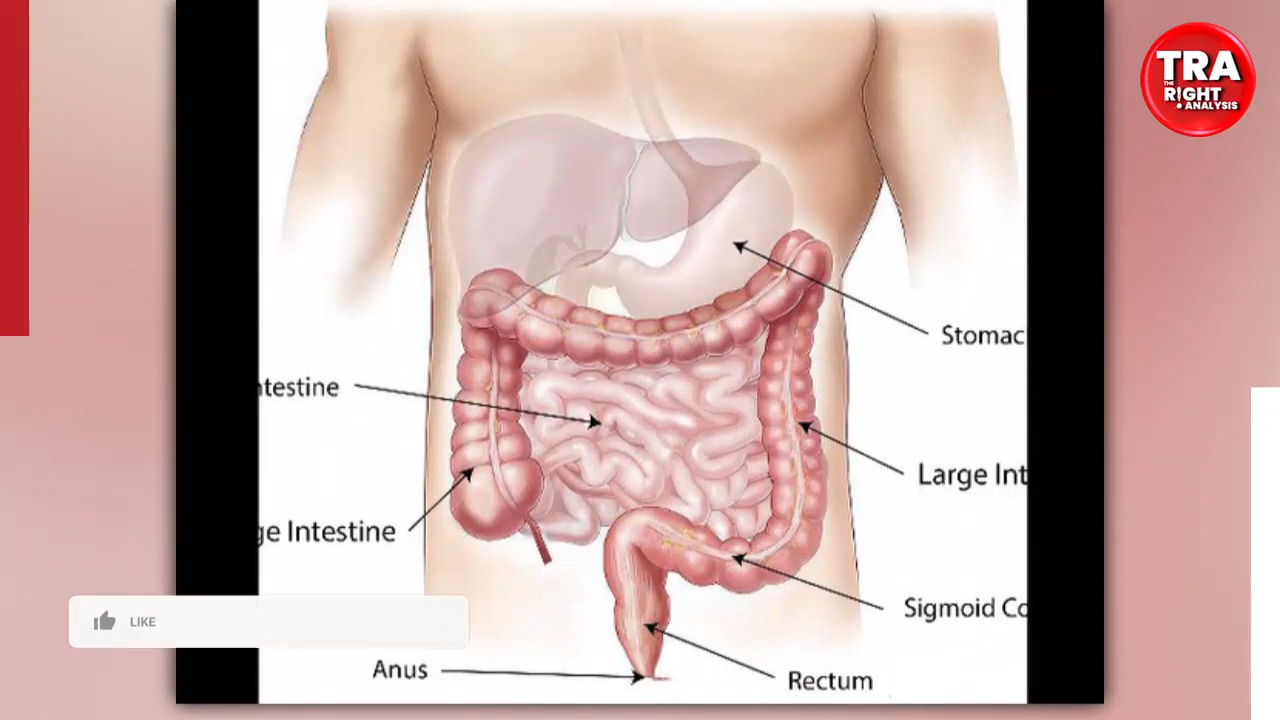 TRA
THE
RIGHT
ANALYSIS
Stomac
ntestine
Large Int
ge Intestine
Sigmoid Co
LIKE
Anus
Rectum